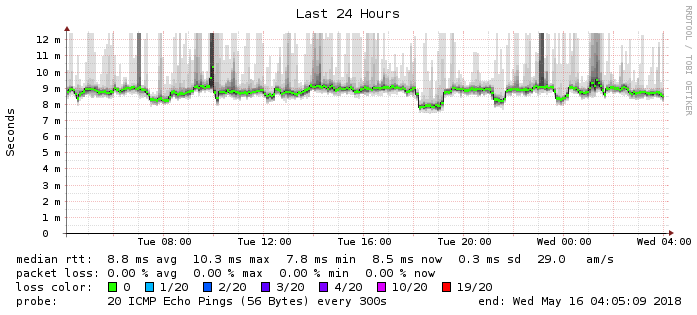 Last 24 Hours
RRDTOOL / TOBI OETIKER
Seconds
12 m
11 m
10 m
9 m
8 m
7 m
6 m
5 m
4 m
3 m
2 m
1 m
0
Tue 08:00 Tue 12:00 Tue 16:00 Tue 20:00 Wed 00:00 Wed 04:00
median rtt: 8.8 ms avg 10.3 ms max 7.8 ms min 8.5 ms now 0.3 ms sd 29.0 am/s
packet loss: 0.00 % avg 0.00 % max 0.00 % min 0.00 % now
loss color: 0 1/20 2/20 3/20 4/20 10/20 19/20
probe: 20 ICMP Echo Pings (56 Bytes) every 300s end: Wed May 16 04:05:09 2018